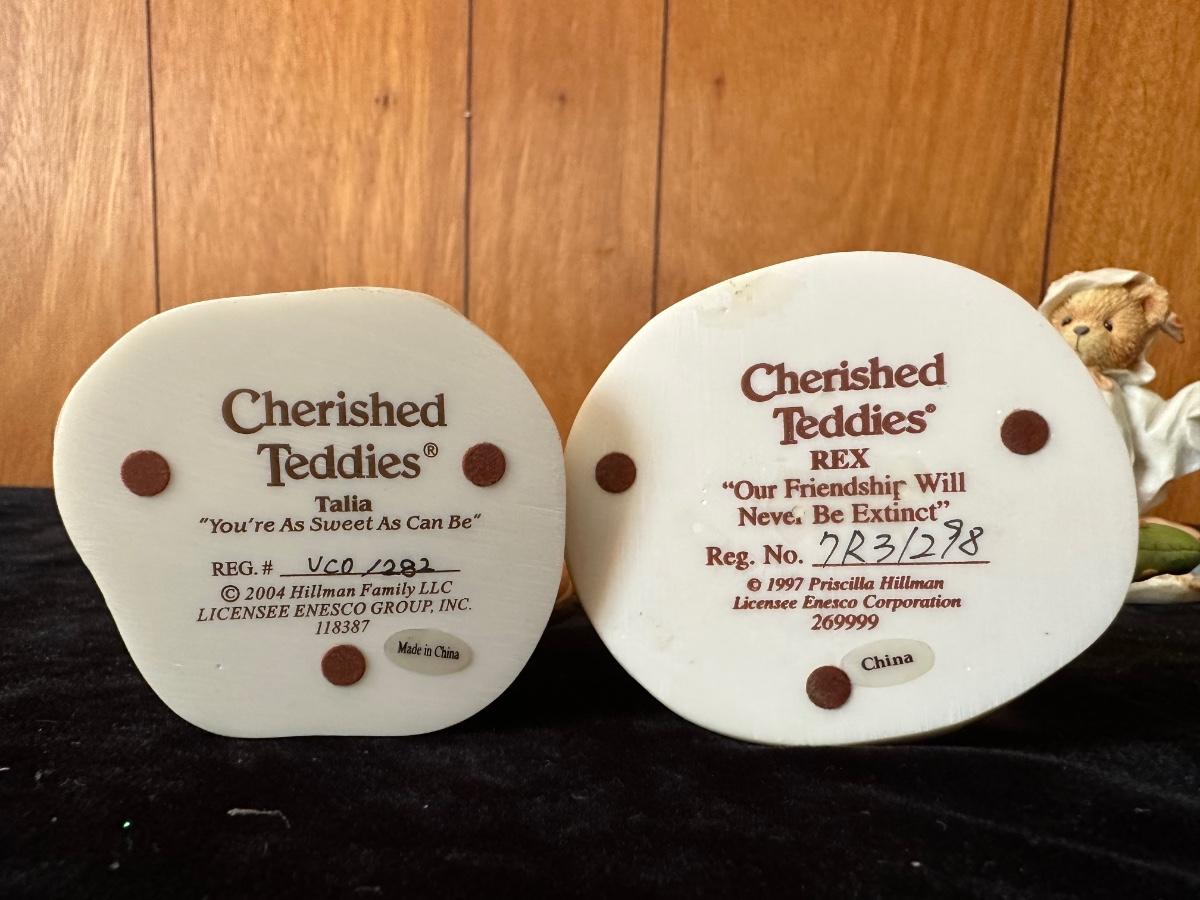 Cherished
Teddies®
Talia
"You're As Sweet As Can Be"
REG. # VCO/282
© 2004 Hillman Family LLC
LICENSEE ENESCO GROUP, INC.
118387
Made in China
Cherished
Teddies®
REX
"Our Friendship Will
Never Be Extinct"
Reg. No. 7R3/298
© 1997 Priscilla Hillman
Licensee Enesco Corporation
269999
China